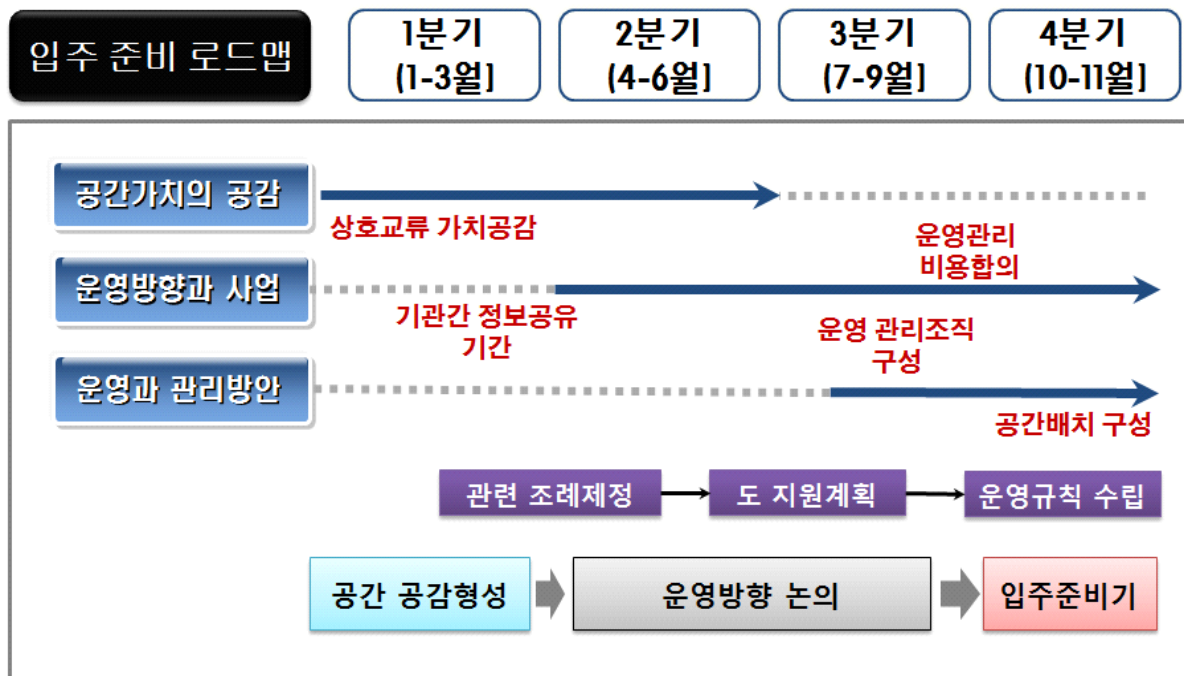 입주 준비 로드맵
1분기
(1-3월]
2분기
(4-6월]
3분기
(7-9월]
4분기
(10-11월]
공간가치의 공감
상호교류 가치공감
운영관리
비용합의
운영방향과 사업
기관간 정보공유
기간
운영 관리조직
구성
운영과 관리방안
공간배치 구성
관련 조례제정
도 지원계획
운영규칙 수립
공간 공감형성
운영방향 논의
입주준비기